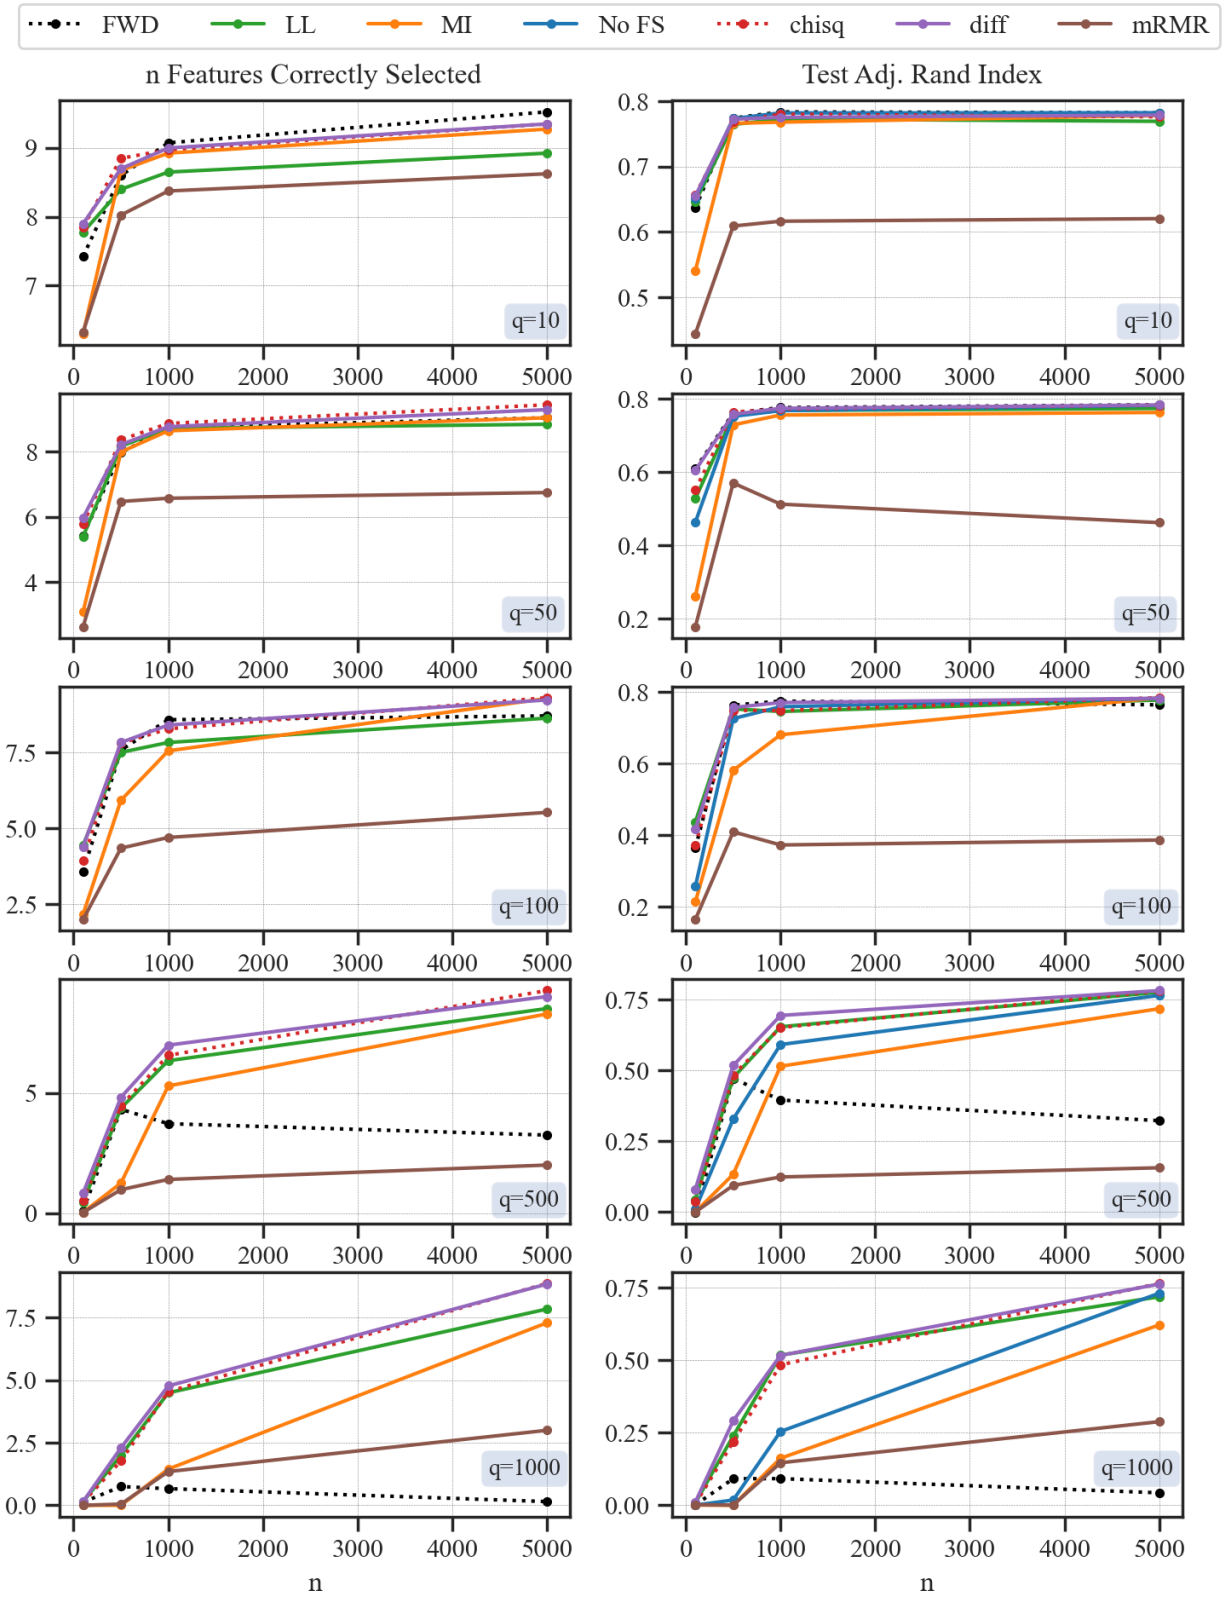 FWD LL MI No FS chisq diff mRMR
n Features Correctly Selected
9
8
7
q=10
0 1000 2000 3000 4000 5000
Test Adj. Rand Index
0.8
0.7
0.6
0.5
q=10
0 1000 2000 3000 4000 5000
8
6
4
q=50
0 1000 2000 3000 4000 5000
0.8
0.6
0.4
0.2
q=50
0 1000 2000 3000 4000 5000
7.5
5.0
2.5
q=100
0 1000 2000 3000 4000 5000
0.8
0.6
0.4
0.2
q=100
0 1000 2000 3000 4000 5000
5
0
q=500
0 1000 2000 3000 4000 5000
0.75
0.50
0.25
0.00
q=500
0 1000 2000 3000 4000 5000
7.5
5.0
2.5
0.0
q=1000
0 1000 2000 3000 4000 5000
n
0.75
0.50
0.25
0.00
q=1000
0 1000 2000 3000 4000 5000
n